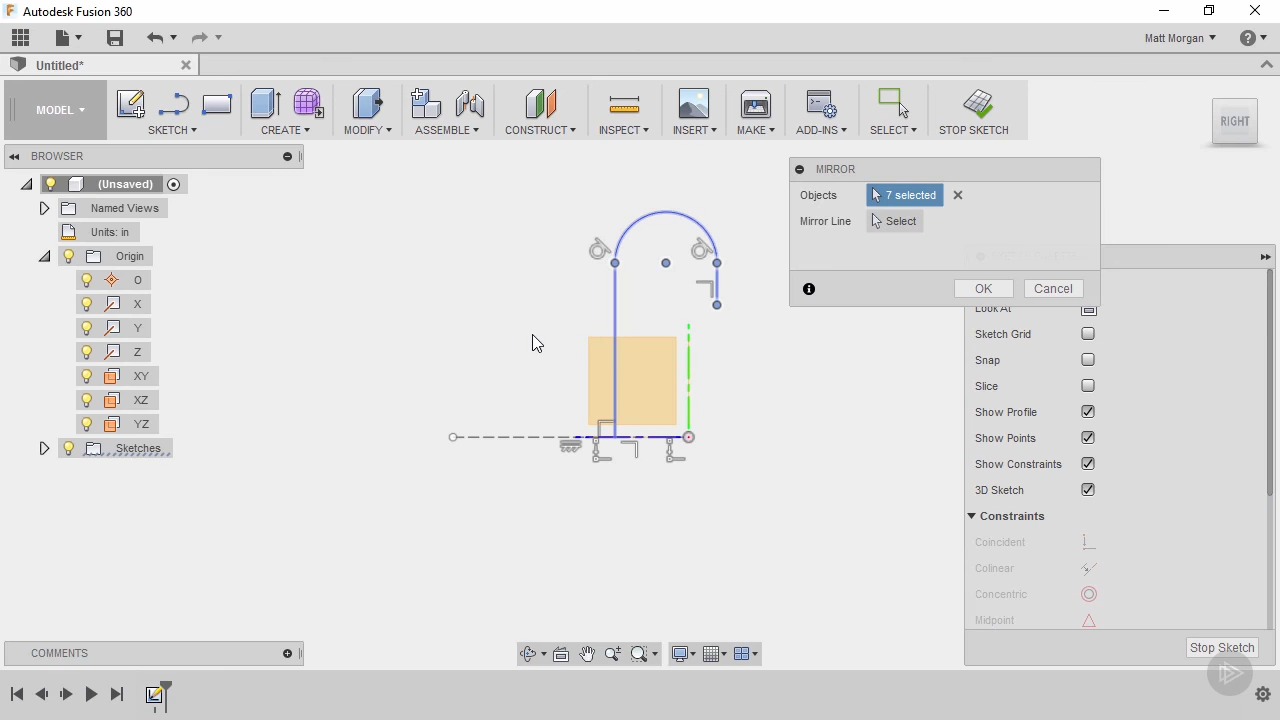 Autodesk Fusion 360
Matt Morgan
Untitled*
MODEL
SKETCH
CREATE
MODIFY
ASSEMBLE
CONSTRUCT
INSPECT
INSERT
MAKE
ADD-INS
SELECT
STOP SKETCH
RIGHT
BROWSER
(Unsaved)
Named Views
Units: in
Origin
O
X
Y
Z
XY
XZ
YZ
Sketches
MIRROR
Objects 7 selected
Mirror Line Select
OK Cancel
Look At
Sketch Grid
Snap
Slice
Show Profile
Show Points
Show Constraints
3D Sketch
Constraints
Coincident
Colinear
Concentric
Midpoint
Stop Sketch
COMMENTS